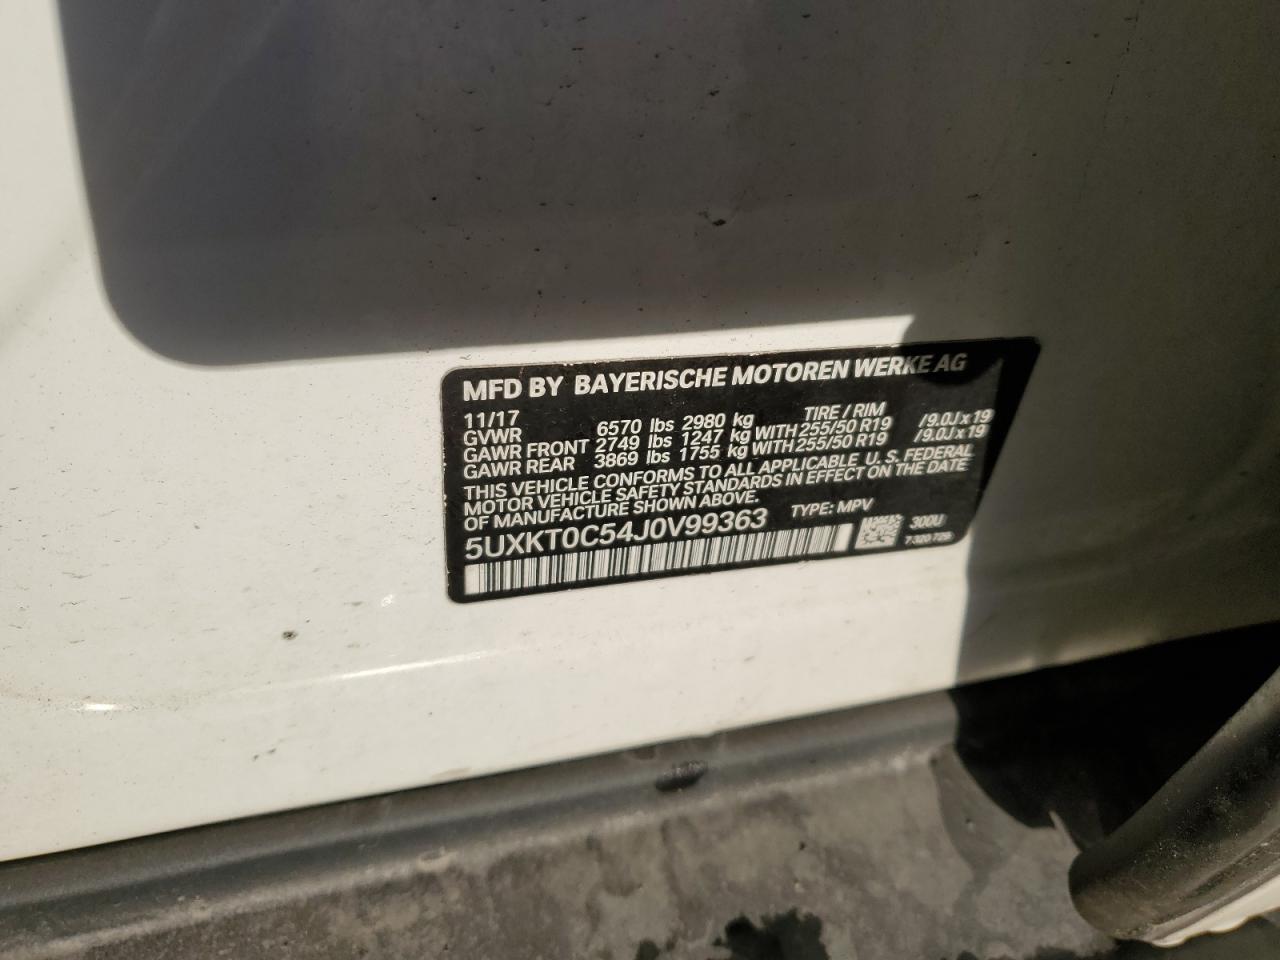 MFD BY BAYERISCHE MOTOREN WERKE AG
11/17 TIRE / RIM
GVWR 6570 lbs 2980 kg
GAWR FRONT 2749 lbs 1247 kg WITH 255/50 R19 /9.0J x 19
GAWR REAR 3869 lbs 1755 kg WITH 255/50 R19 /9.0J x 19
THIS VEHICLE CONFORMS TO ALL APPLICABLE U. S. FEDERAL
MOTOR VEHICLE SAFETY STANDARDS IN EFFECT ON THE DATE
OF MANUFACTURE SHOWN ABOVE.
5UXKT0C54J0V99363 TYPE: MPV
300U